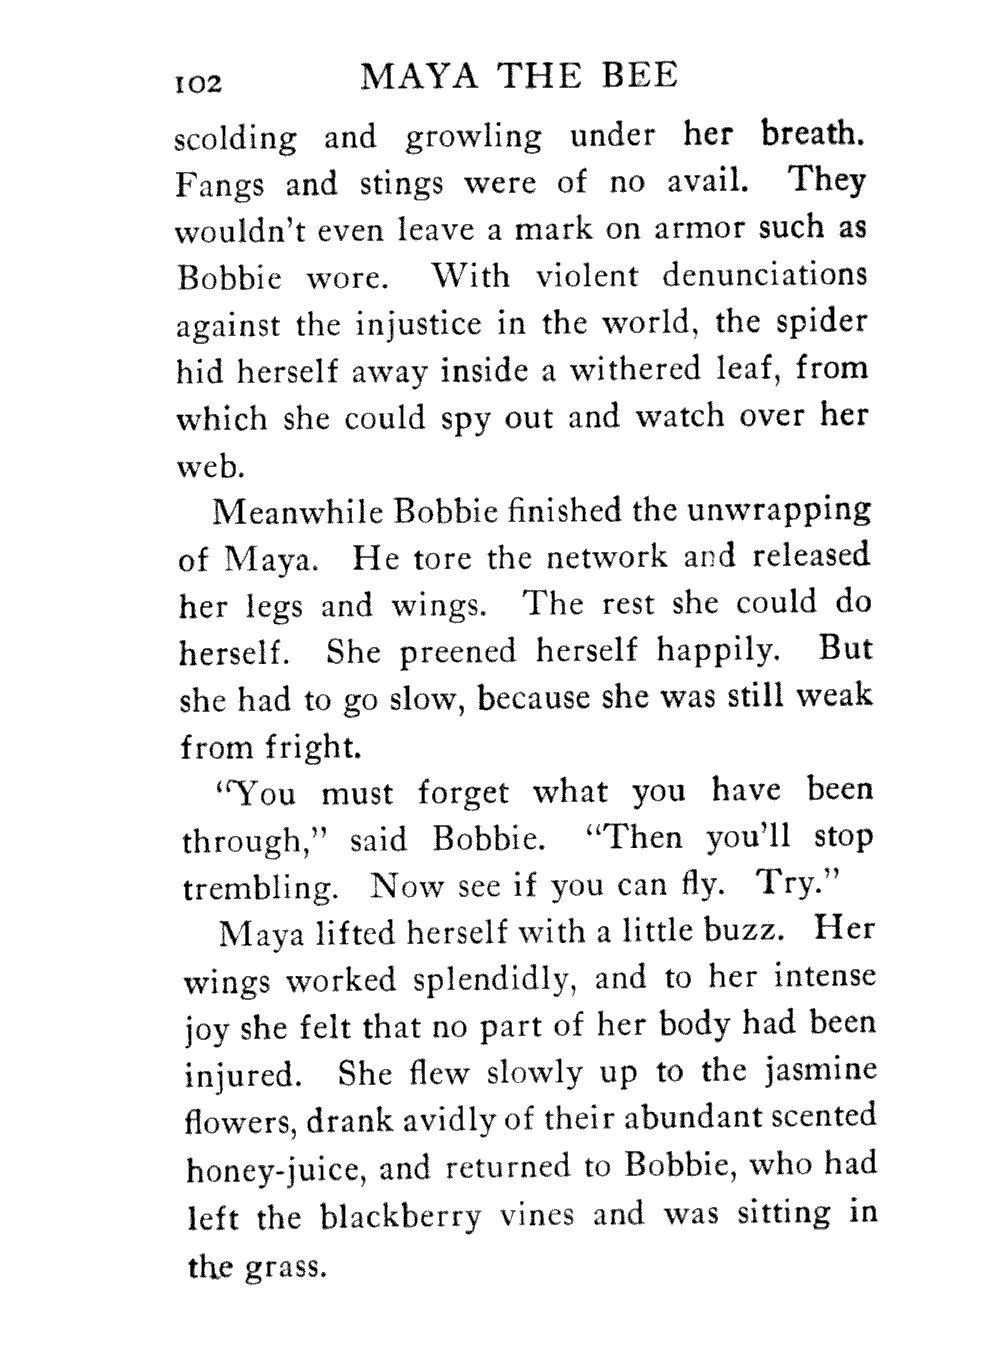 102 MAYA THE BEE
scolding and growling under her breath.
Fangs and stings were of no avail. They
wouldn't even leave a mark on armor such as
Bobbie wore. With violent denunciations
against the injustice in the world, the spider
hid herself away inside a withered leaf, from
which she could spy out and watch over her
web.
Meanwhile Bobbie finished the unwrapping
of Maya. He tore the network and released
her legs and wings. The rest she could do
herself. She preened herself happily. But
she had to go slow, because she was still weak
from fright.
"You must forget what you have been
through," said Bobbie. "Then you'll stop
trembling. Now see if you can fly. Try."
Maya lifted herself with a little buzz. Her
wings worked splendidly, and to her intense
joy she felt that no part of her body had been
injured. She flew slowly up to the jasmine
flowers, drank avidly of their abundant scented
honey-juice, and returned to Bobbie, who had
left the blackberry vines and was sitting in
the grass.